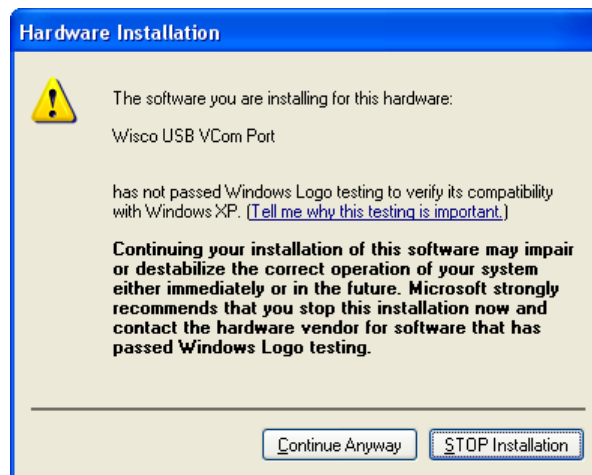 Hardware Installation
The software you are installing for this hardware:
Wisco USB VCom Port
has not passed Windows Logo testing to verify its compatibility
with Windows XP. (Tell me why this testing is important.)
Continuing your installation of this software may impair
or destabilize the correct operation of your system
either immediately or in the future. Microsoft strongly
recommends that you stop this installation now and
contact the hardware vendor for software that has
passed Windows Logo testing.
Continue Anyway
STOP Installation